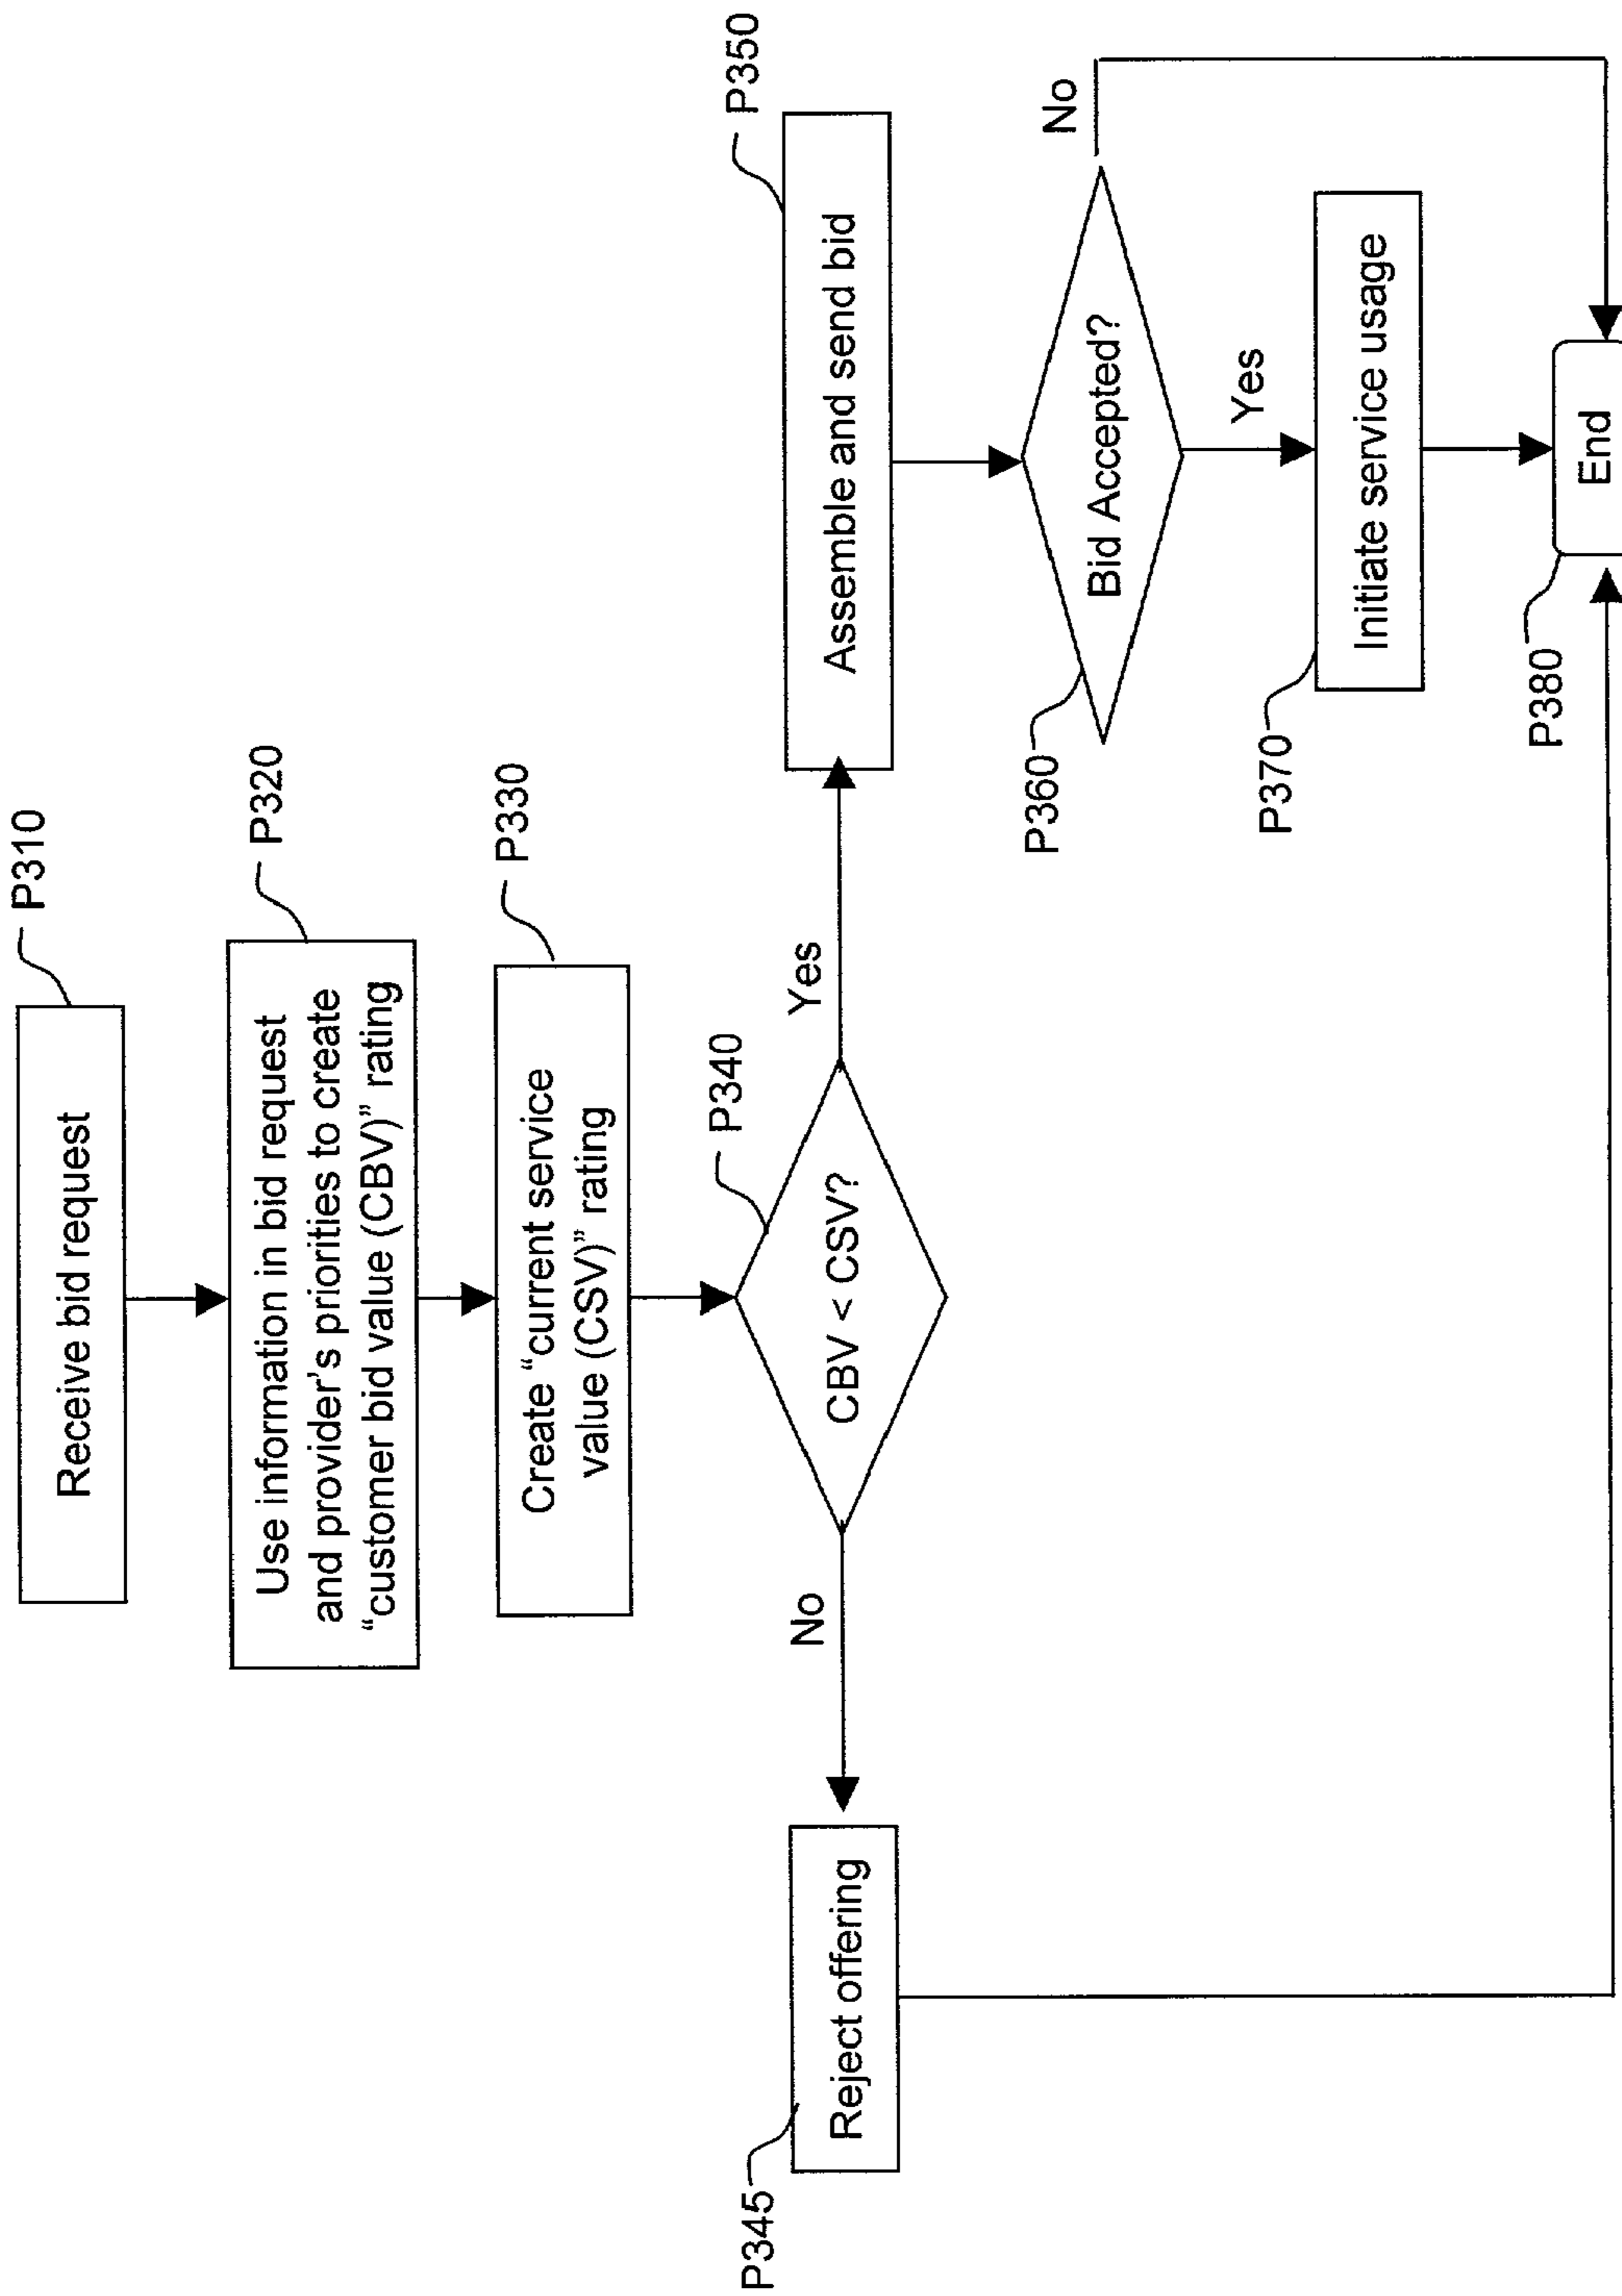 P310
Receive bid request
P320
Use information in bid request
and provider's priorities to create
“customer bid value (CBV)” rating
P330
Create “current service
value (CSV)” rating
P340
CBV < CSV?
No
Yes
P345
Reject offering
P350
Assemble and send bid
P360
Bid Accepted?
No
Yes
P370
Initiate service usage
P380
End